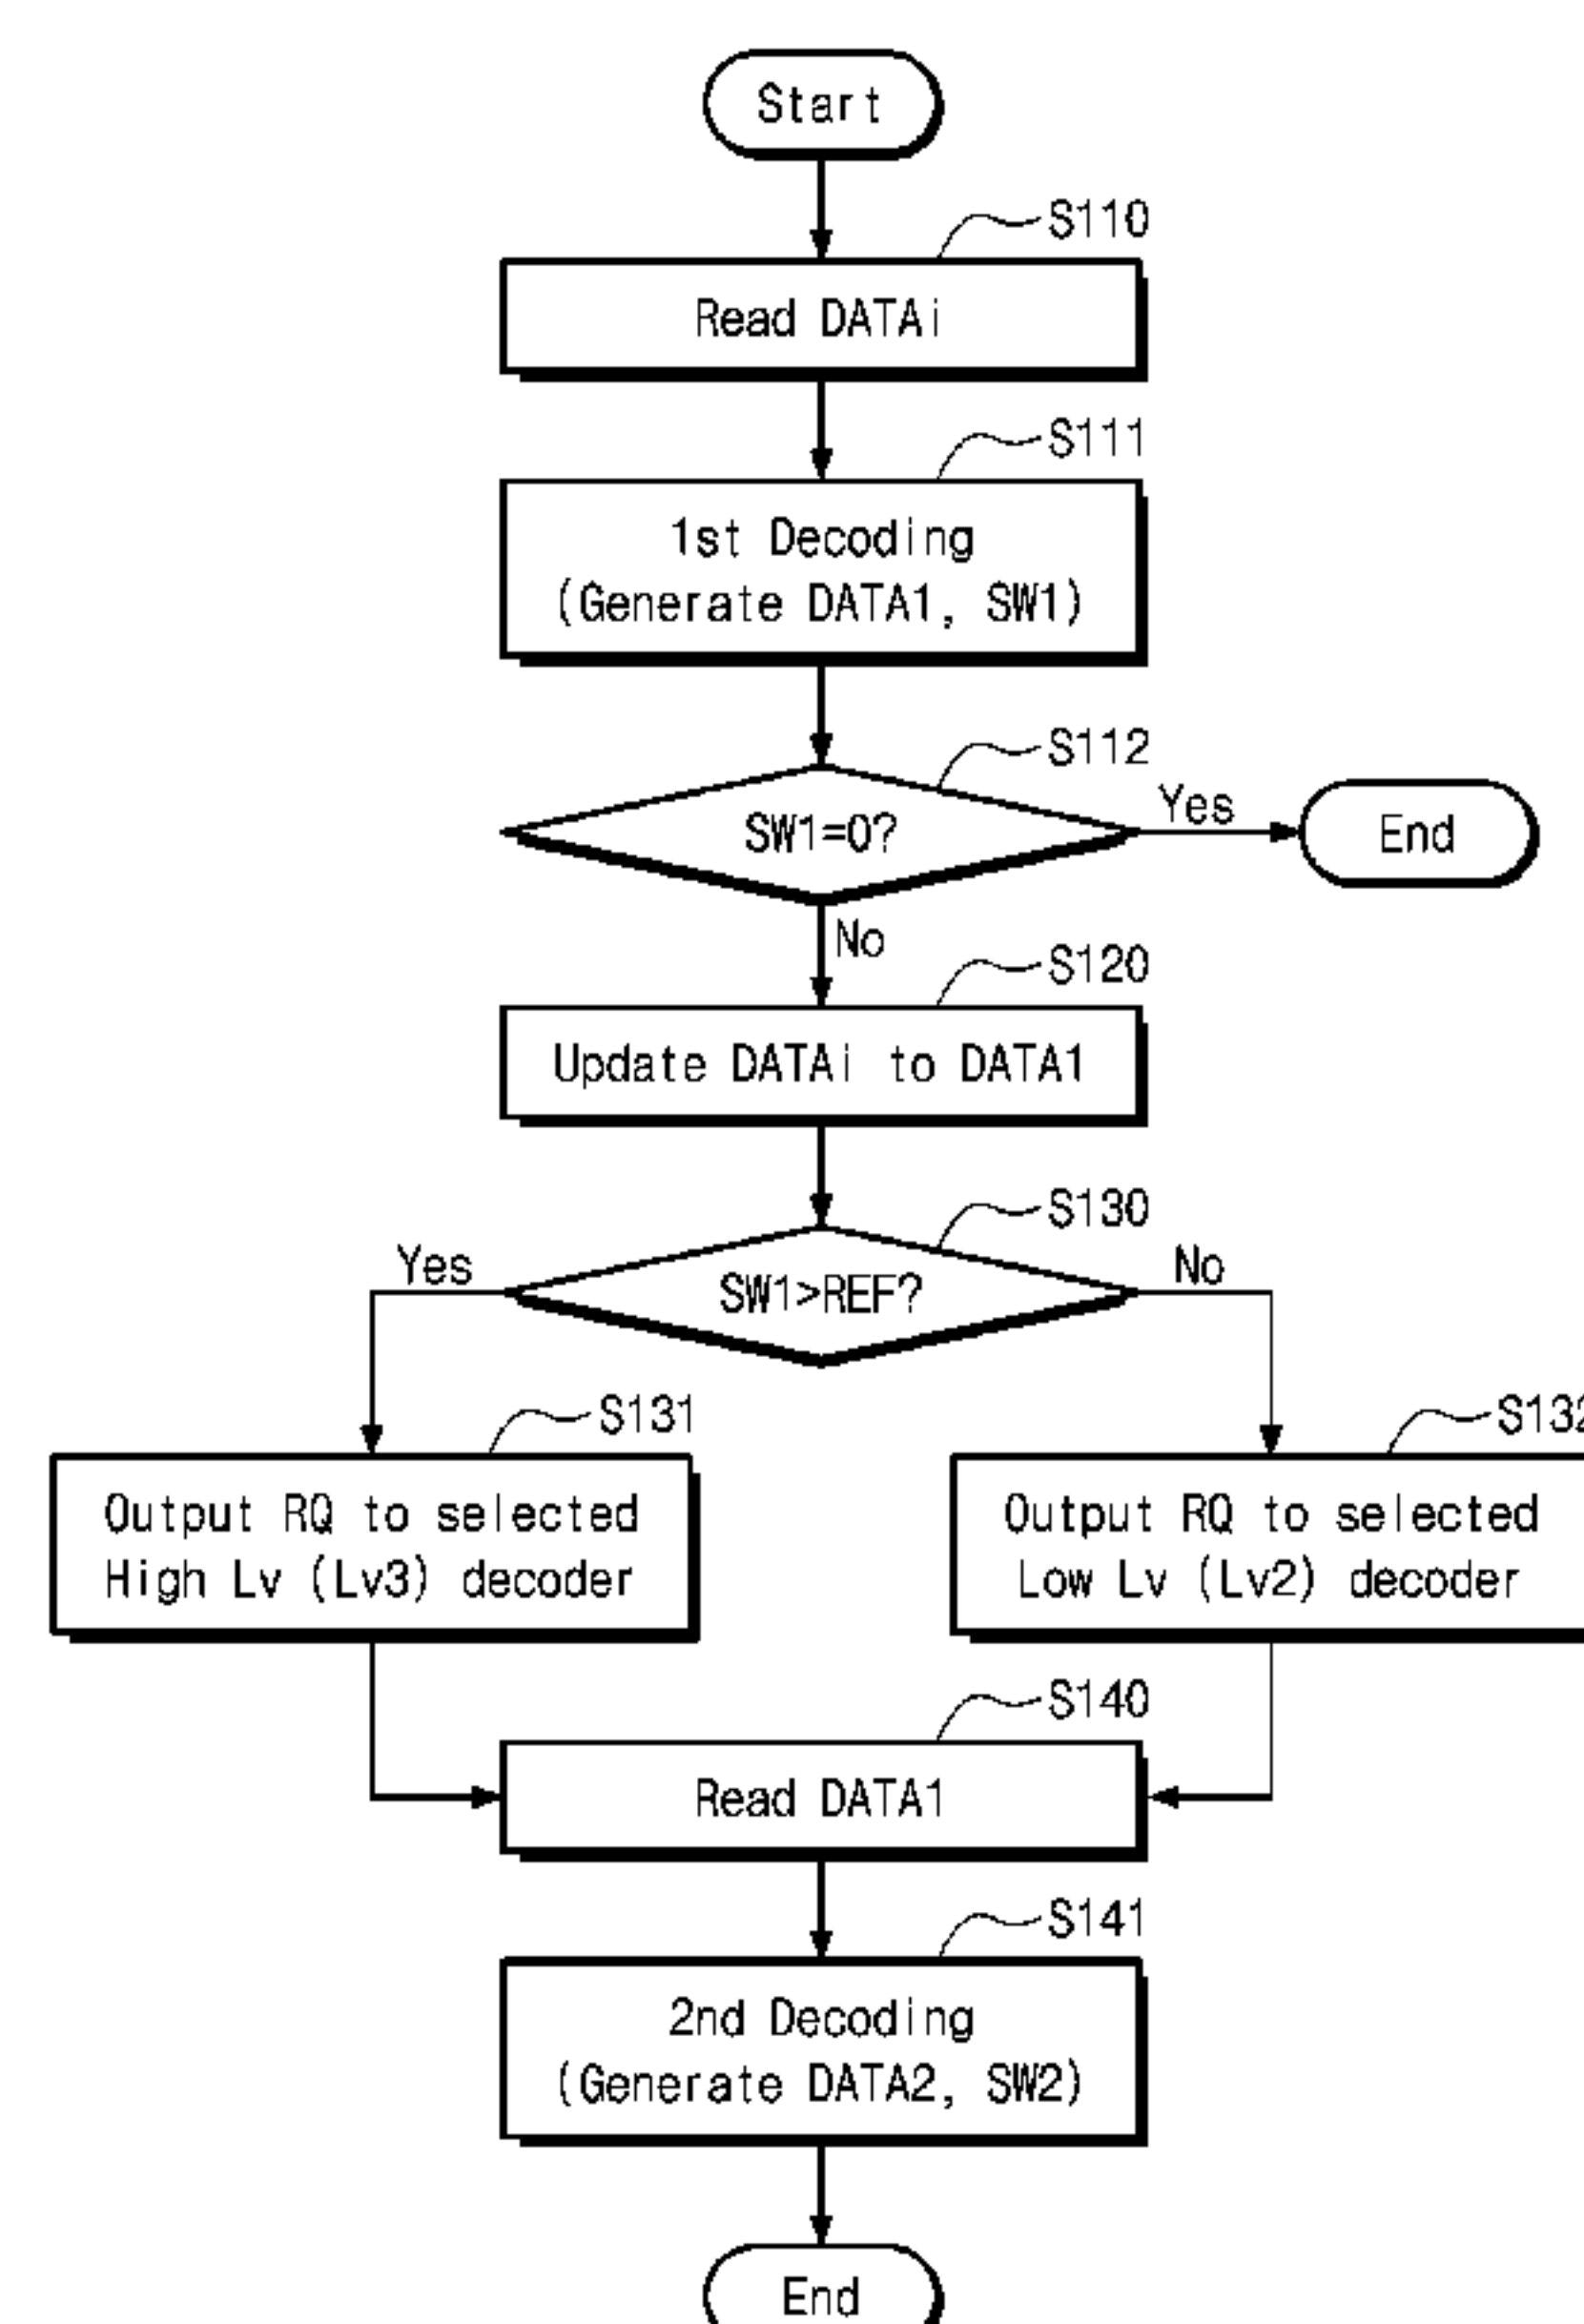 Start
S110
Read DATAi
S111
1st Decoding
(Generate DATA1, SW1)
S112
SW1=0?
Yes
End
No
S120
Update DATAi to DATA1
S130
Yes
SW1>REF?
No
S131
S132
Output RQ to selected
High Lv (Lv3) decoder
Output RQ to selected
Low Lv (Lv2) decoder
S140
Read DATA1
S141
2nd Decoding
(Generate DATA2, SW2)
End